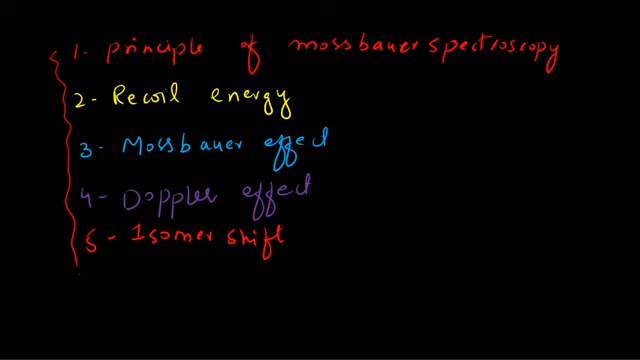 1- principle of mossbauer spectroscopy
2- Recoil energy
3- Mossbauer effect
4- Doppler effect
5- Isomer shift